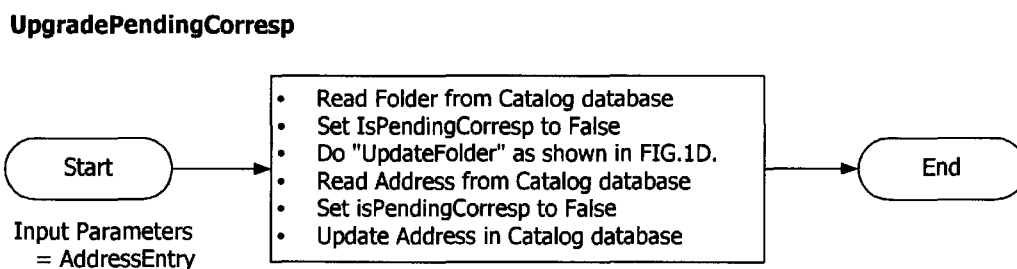 UpgradePendingCorresp
• Read Folder from Catalog database
• Set IsPendingCorresp to False
• Do "UpdateFolder" as shown in FIG.1D.
• Read Address from Catalog database
• Set isPendingCorresp to False
• Update Address in Catalog database
Start
End
Input Parameters
= AddressEntry